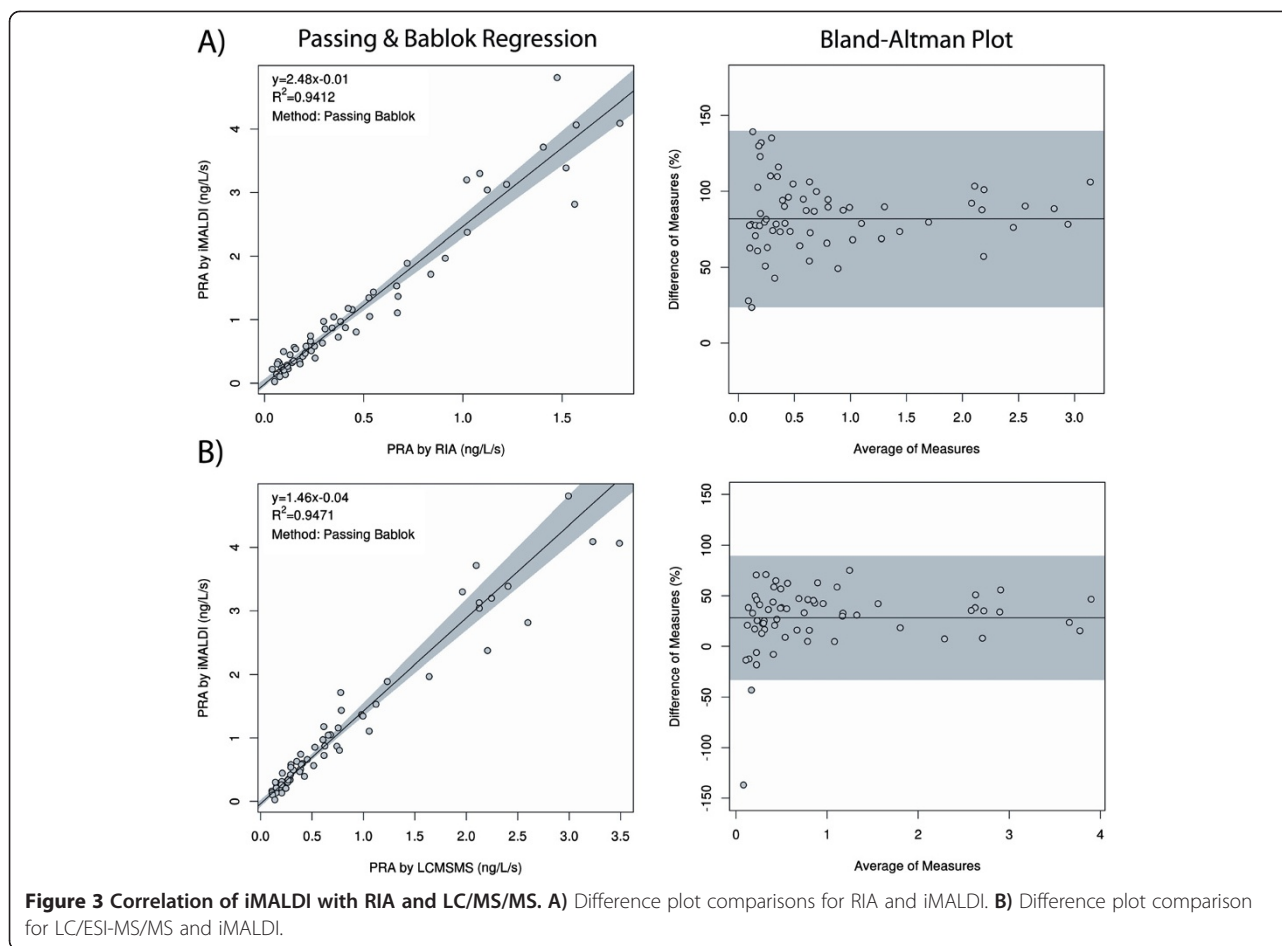 A)
Passing & Bablok Regression
Bland-Altman Plot
y=2.48x-0.01
R²=0.9412
Method: Passing Bablok
PRA by iMALDI (ng/L/s)
0 1 2 3 4
0.0 0.5 1.0 1.5
PRA by RIA (ng/L/s)
Difference of Measures (%)
0 50 100 150
0.0 0.5 1.0 1.5 2.0 2.5 3.0
Average of Measures
B)
y=1.46x-0.04
R²=0.9471
Method: Passing Bablok
PRA by iMALDI (ng/L/s)
0 1 2 3 4
0.0 0.5 1.0 1.5 2.0 2.5 3.0 3.5
PRA by LCMSMS (ng/L/s)
Difference of Measures (%)
-150 -100 -50 0 50 100 150
0 1 2 3 4
Average of Measures
Figure 3 Correlation of iMALDI with RIA and LC/MS/MS. A) Difference plot comparisons for RIA and iMALDI. B) Difference plot comparison
for LC/ESI-MS/MS and iMALDI.